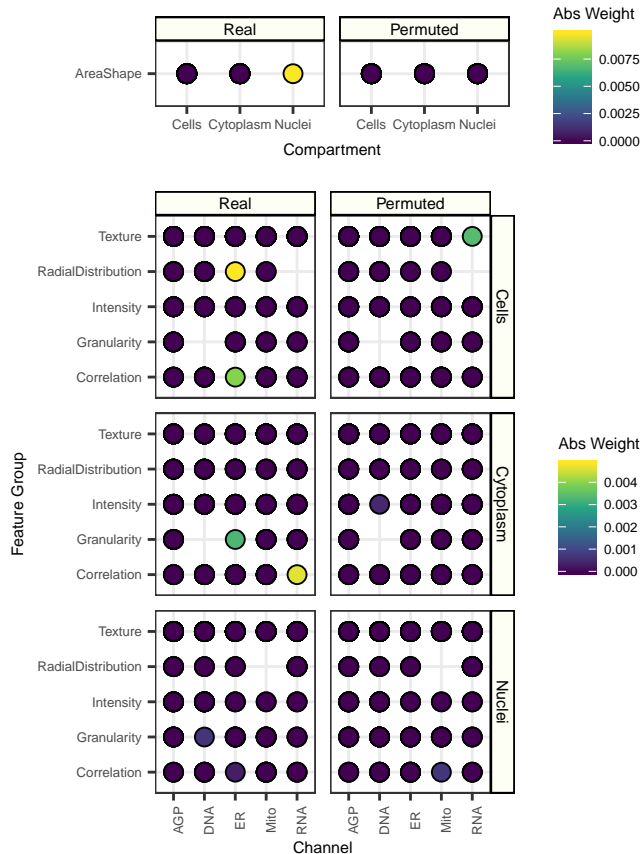 Real Permuted
AreaShape
Cells Cytoplasm Nuclei Cells Cytoplasm Nuclei
Compartment
Abs Weight
0.0075
0.0050
0.0025
0.0000
Real Permuted
Texture
RadialDistribution
Intensity
Granularity
Correlation
Cells
Texture
RadialDistribution
Intensity
Granularity
Correlation
Cytoplasm
Texture
RadialDistribution
Intensity
Granularity
Correlation
Nuclei
Feature Group
AGP DNA ER Mito RNA AGP DNA ER Mito RNA
Channel
Abs Weight
0.004
0.003
0.002
0.001
0.000